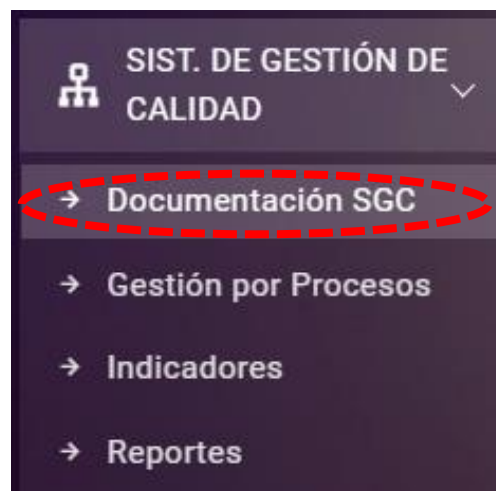 SIST. DE GESTIÓN DE
CALIDAD
Documentación SGC
Gestión por Procesos
Indicadores
Reportes